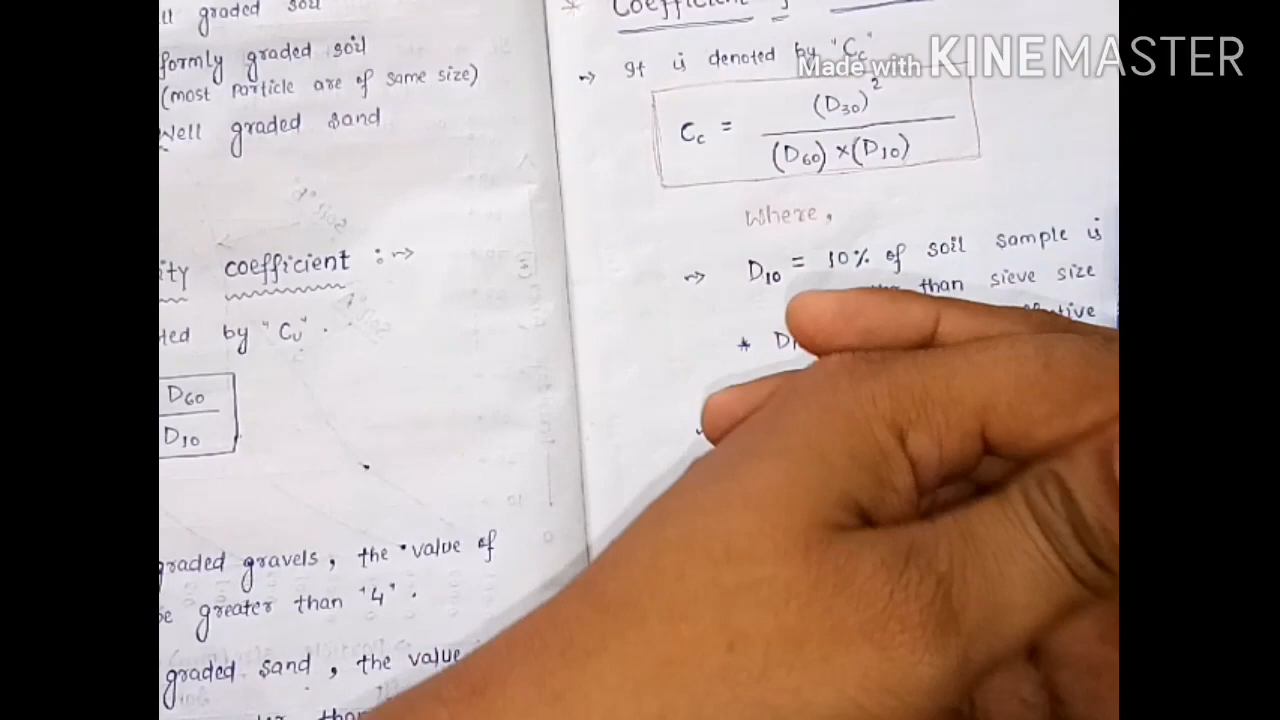 graded soil
formly graded soil
(most particle are of same size)
Well graded sand
ity coefficient :→
ted by "Cu".
D60
D10
graded gravels, the value of
be greater than "4".
graded sand, the value
than
* Coefficient
→ It is denoted by "Cc"
Cc = (D30)² / (D60) × (D10)
Where,
→ D10 = 10% of soil sample is
than sieve size
* D
Made with KINEMASTER